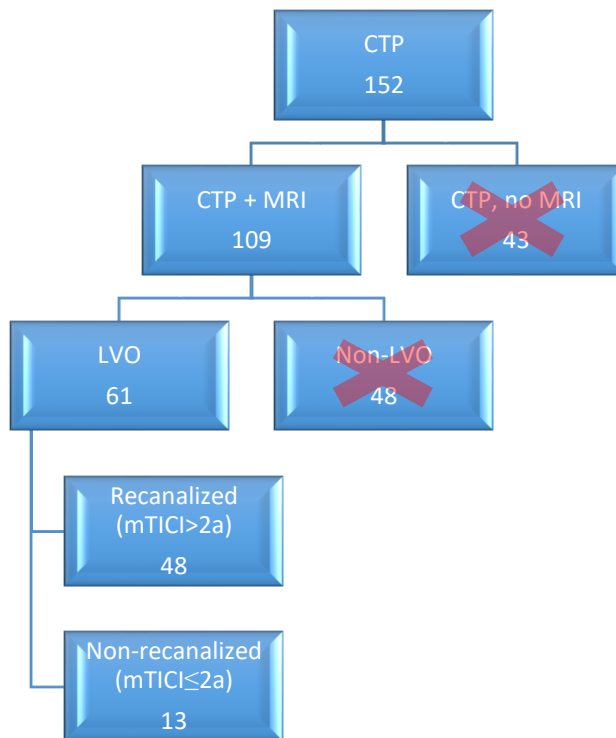 CTP
152
CTP + MRI
109
CTP, no MRI
43
LVO
61
Non-LVO
48
Recanalized
(mTICI>2a)
48
Non-recanalized
(mTICI≤2a)
13